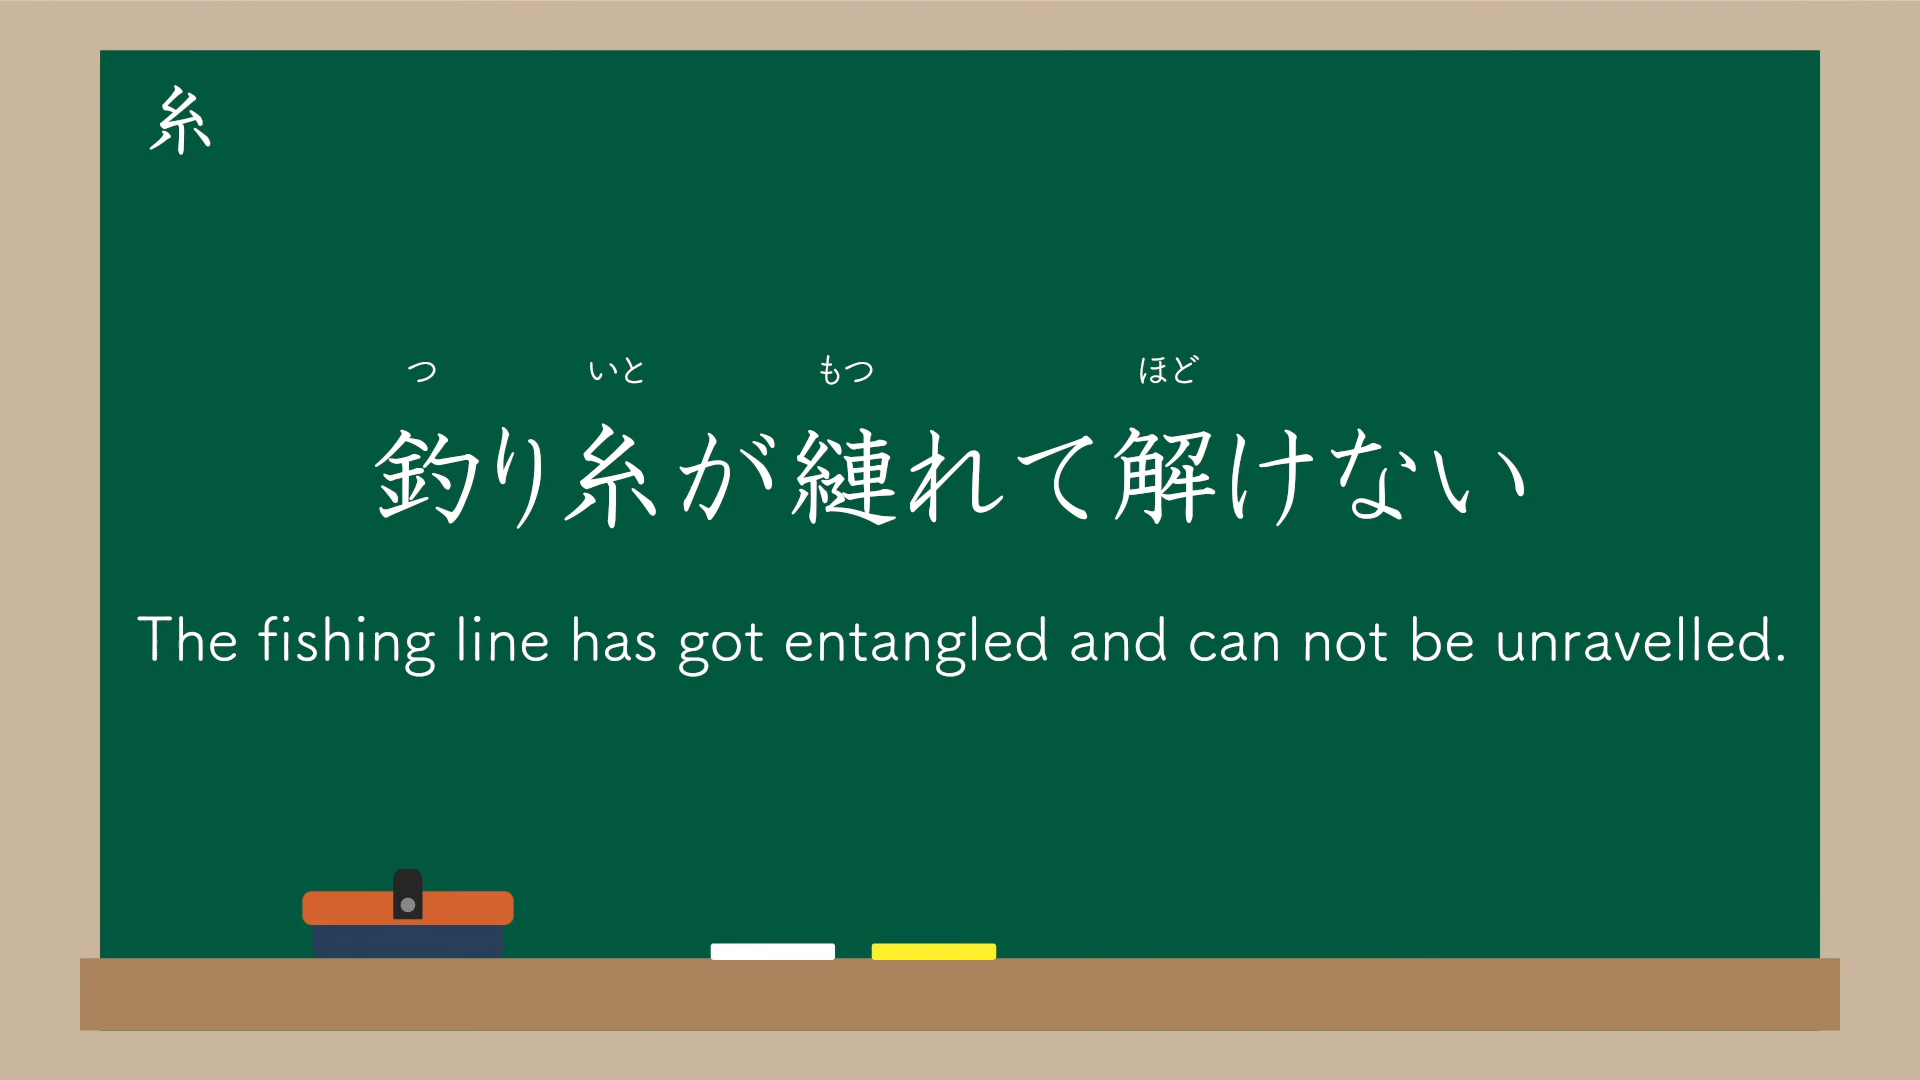 糸
つ いと もつ ほど
釣り糸が縺れて解けない
The fishing line has got entangled and can not be unravelled.